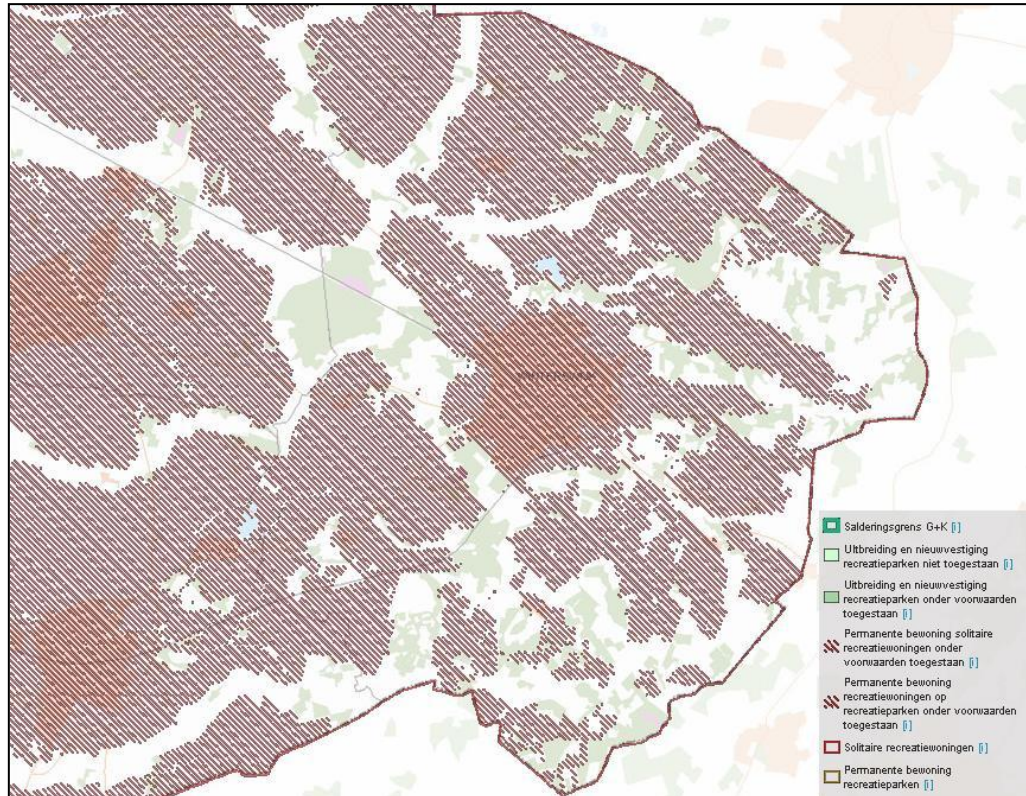 WINTERSWIJK
Salderingsgrens G+K [i]
Uitbreiding en nieuwvestiging
recreatieparken niet toegestaan [i]
Uitbreiding en nieuwvestiging
recreatieparken onder voorwaarden
toegestaan [i]
Permanente bewoning solitaire
recreatiewoningen onder
voorwaarden toegestaan [i]
Permanente bewoning
recreatiewoningen op
recreatieparken onder voorwaarden
toegestaan [i]
Solitaire recreatiewoningen [i]
Permanente bewoning
recreatieparken [i]